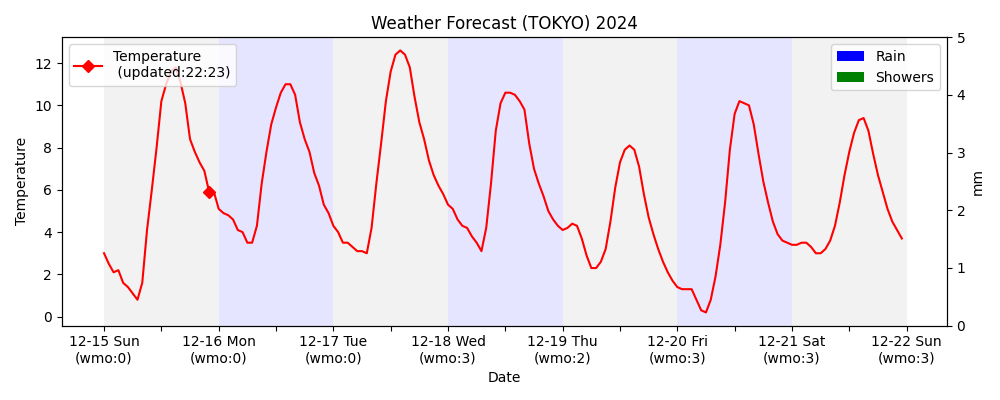 Weather Forecast (TOKYO) 2024
Temperature
(updated:22:23)
Rain
Showers
Temperature
12
10
8
6
4
2
0
5
4
3
2
1
0
mm
12-15 Sun
(wmo:0)
12-16 Mon
(wmo:0)
12-17 Tue
(wmo:0)
12-18 Wed
(wmo:3)
12-19 Thu
(wmo:2)
12-20 Fri
(wmo:3)
12-21 Sat
(wmo:3)
12-22 Sun
(wmo:3)
Date